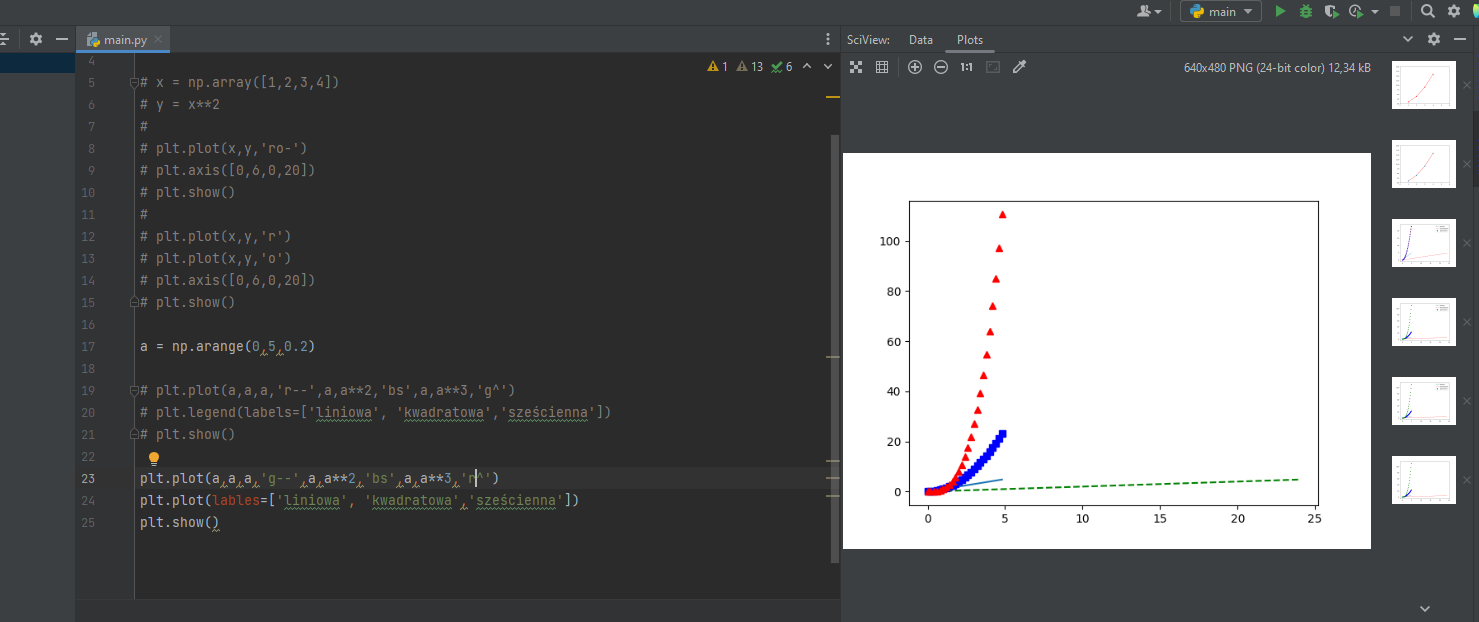 main
main.py
SciView:
Data
Plots
1 13 6
1:1
640x480 PNG (24-bit color) 12,34 kB
4
5 # x = np.array([1,2,3,4])
6 # y = x**2
7 #
8 # plt.plot(x,y,'ro-')
9 # plt.axis([0,6,0,20])
10 # plt.show()
11 #
12 # plt.plot(x,y,'r')
13 # plt.plot(x,y,'o')
14 # plt.axis([0,6,0,20])
15 # plt.show()
16
17 a = np.arange(0,5,0.2)
18
19 # plt.plot(a,a,a,'r--',a,a**2,'bs',a,a**3,'g^')
20 # plt.legend(labels=['liniowa', 'kwadratowa','sześcienna'])
21 # plt.show()
22
23 plt.plot(a,a,a,'g--',a,a**2,'bs',a,a**3,'r^')
24 plt.plot(lables=['liniowa', 'kwadratowa','sześcienna'])
25 plt.show()
100
80
60
40
20
0
0 5 10 15 20 25